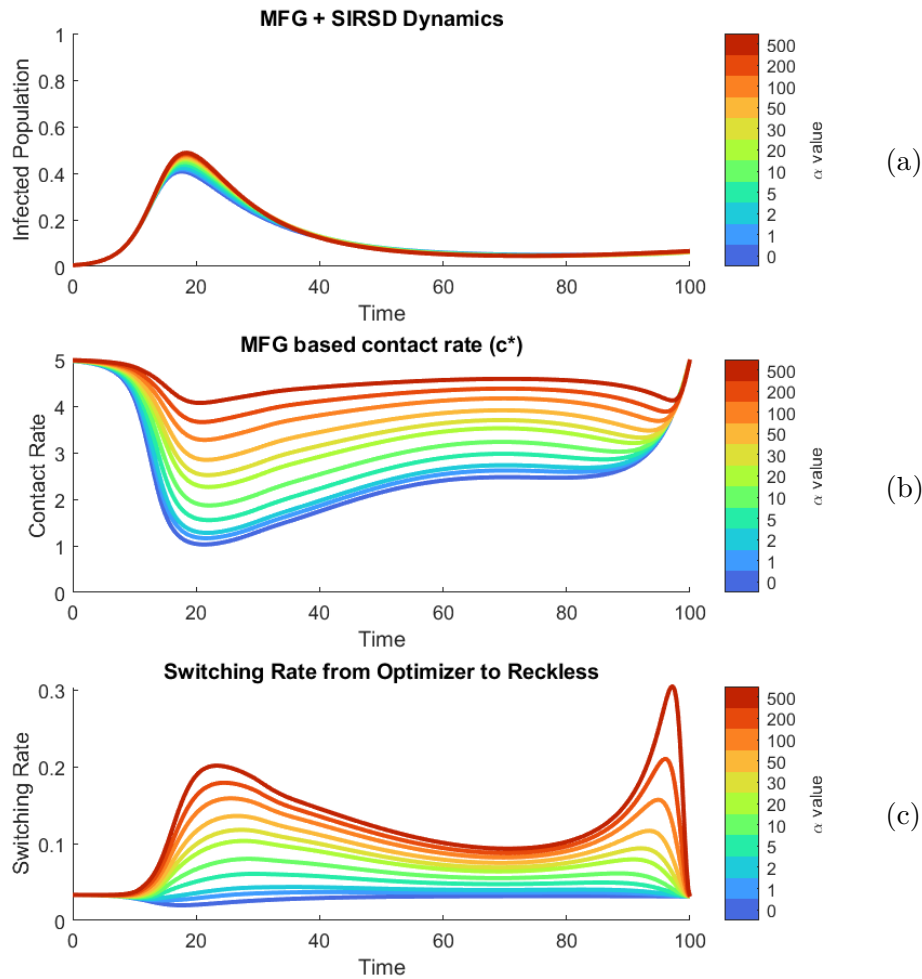 MFG + SIRSD Dynamics
1
0.8
0.6
0.4
0.2
0
0 20 40 60 80 100
Infected Population
Time
500
200
100
50
30
20
10
5
2
1
0
α value
(a)
MFG based contact rate (c*)
5
4
3
2
1
0
0 20 40 60 80 100
Contact Rate
Time
500
200
100
50
30
20
10
5
2
1
0
α value
(b)
Switching Rate from Optimizer to Reckless
0.3
0.2
0.1
0
0 20 40 60 80 100
Switching Rate
Time
500
200
100
50
30
20
10
5
2
1
0
α value
(c)